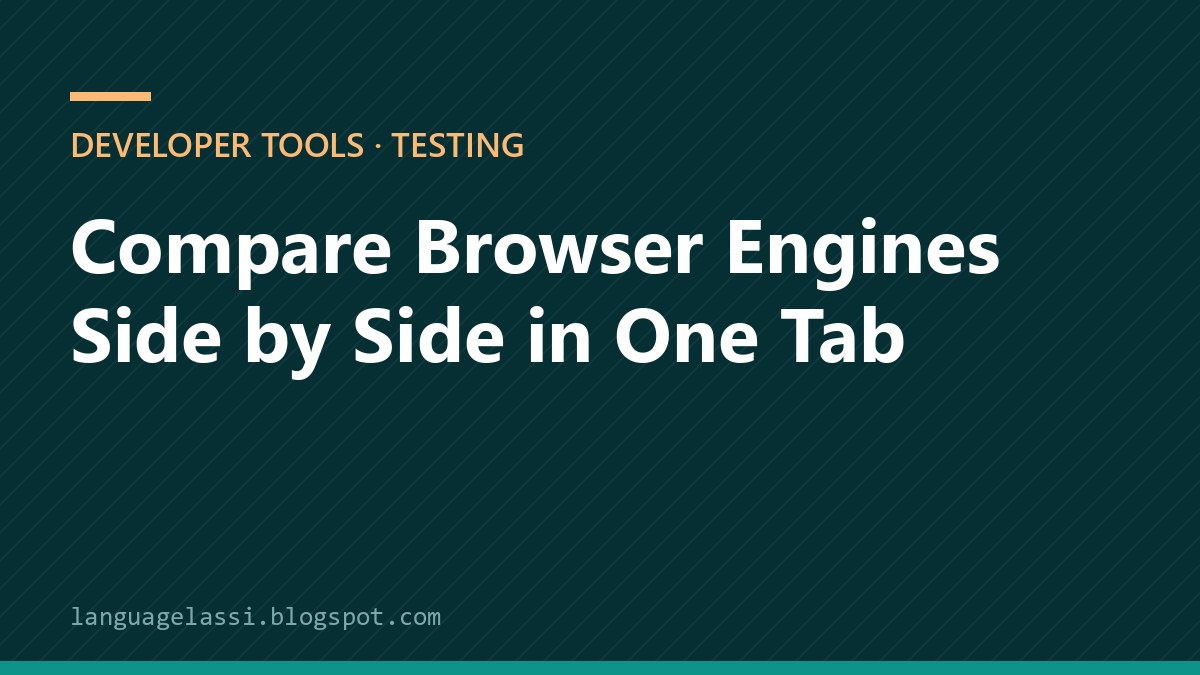 DEVELOPER TOOLS · TESTING
Compare Browser Engines
Side by Side in One Tab
languagelassi.blogspot.com